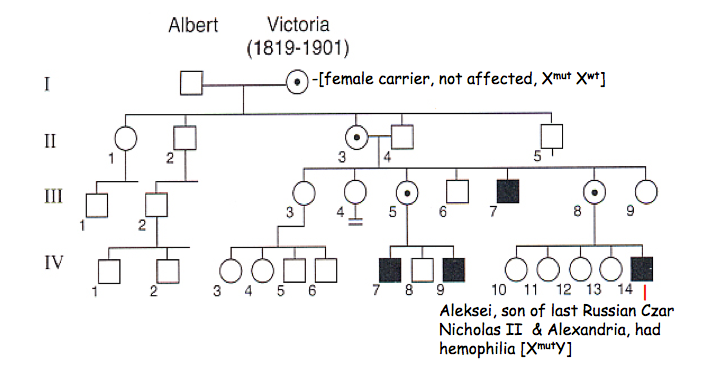 Albert Victoria
(1819-1901)
I -[female carrier, not affected, Xmut Xwt]
II
1 2 3 4 5
III
1 2 3 4 5 6 7 8 9
IV
1 2 3 4 5 6 7 8 9 10 11 12 13 14
Aleksei, son of last Russian Czar
Nicholas II & Alexandria, had
hemophilia [XmutY]